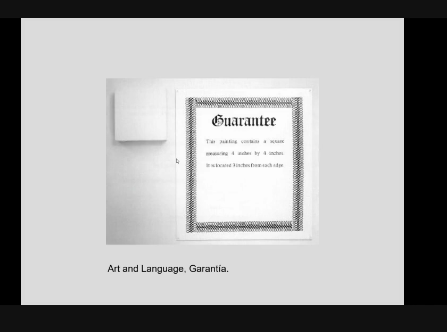 Guarantee
This painting contains a square
measuring 4 inches by 4 inches.
It is located 3 inches from each edge.
Art and Language, Garantía.